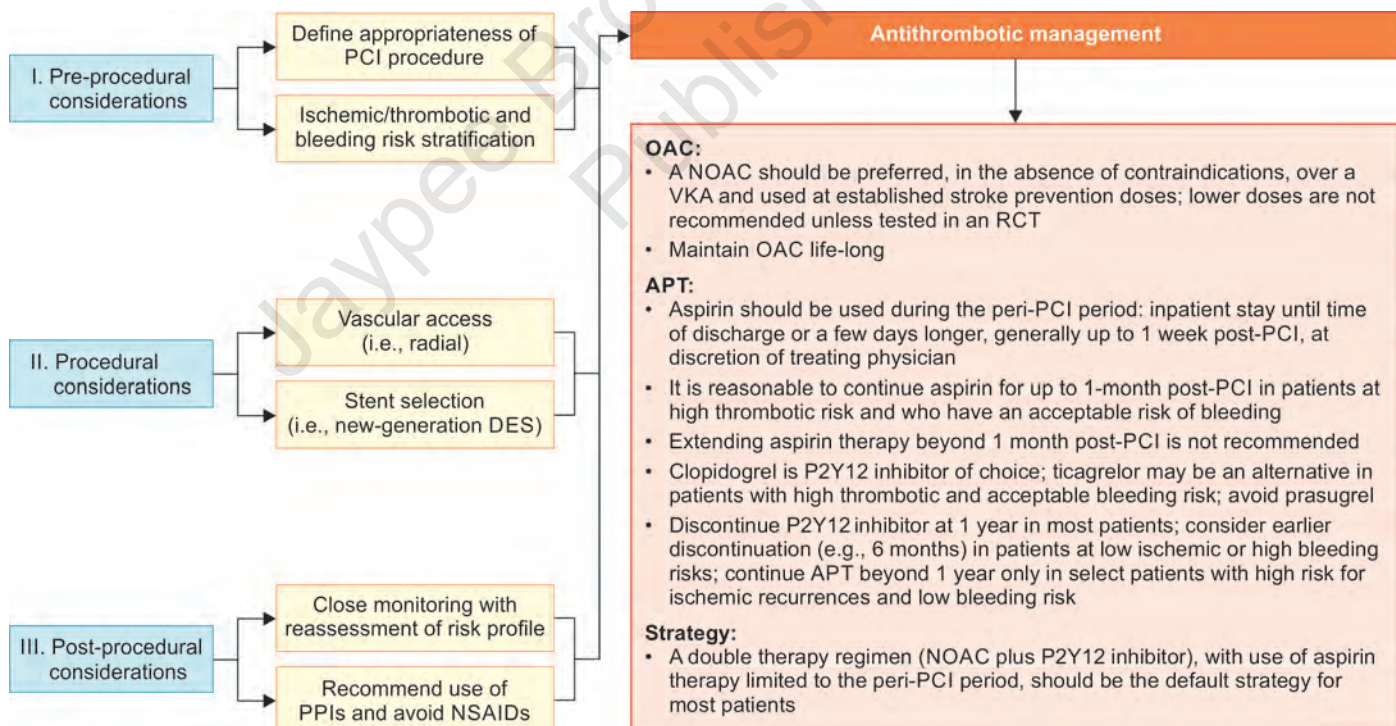 I. Pre-procedural
considerations
Define appropriateness of
PCI procedure
Ischemic/thrombotic and
bleeding risk stratification
II. Procedural
considerations
Vascular access
(i.e., radial)
Stent selection
(i.e., new-generation DES)
III. Post-procedural
considerations
Close monitoring with
reassessment of risk profile
Recommend use of
PPIs and avoid NSAIDs
Antithrombotic management
OAC:
• A NOAC should be preferred, in the absence of contraindications, over a
VKA and used at established stroke prevention doses; lower doses are not
recommended unless tested in an RCT
• Maintain OAC life-long
APT:
• Aspirin should be used during the peri-PCI period: inpatient stay until time
of discharge or a few days longer, generally up to 1 week post-PCI, at
discretion of treating physician
• It is reasonable to continue aspirin for up to 1-month post-PCI in patients at
high thrombotic risk and who have an acceptable risk of bleeding
• Extending aspirin therapy beyond 1 month post-PCI is not recommended
• Clopidogrel is P2Y12 inhibitor of choice; ticagrelor may be an alternative in
patients with high thrombotic and acceptable bleeding risk; avoid prasugrel
• Discontinue P2Y12 inhibitor at 1 year in most patients; consider earlier
discontinuation (e.g., 6 months) in patients at low ischemic or high bleeding
risks; continue APT beyond 1 year only in select patients with high risk for
ischemic recurrences and low bleeding risk
Strategy:
• A double therapy regimen (NOAC plus P2Y12 inhibitor), with use of aspirin
therapy limited to the peri-PCI period, should be the default strategy for
most patients
Jaypee Bro
Publish